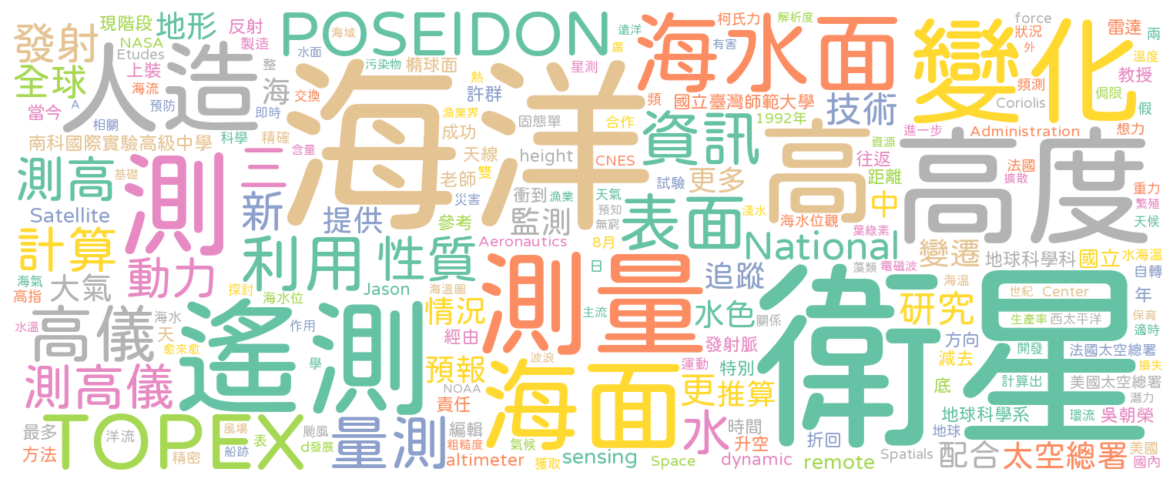 現階段
地形
反射
POSEIDON
水面
海域
遠洋
柯氏力
解析度
force
雷達
兩
發射
NASA
製造
廣
海水面
有害
變化
狀況
外
溫度
Etudes
上裝
人造
整
污染物
橢球面
星測
頻測
教授
全球
海流
海
熱
許群
頻
國立臺灣師範大學
技術
Coriolis
侷限
假
當今
A
預防
即時
交換
海洋
漁業界
1992年
相關
科學
精確
成功
固態單
合作
資訊
高
進一步
Administration
想力
南科國際實驗高級中學
含量
天線
height
CNES
資源
往返
法國
高度
重力
測高
基礎
測
三
老師
雙
衝到
漁業
天氣
試驗
更多
距離
擴散
繁殖
Satellite
新
提供
災害
參考
監測
預知
無窮
淺水
表面
海水位觀
中
天候
計算
動力
利用
性質
Aeronautics
8月
葉綠素
National
變遷
地球科學科
國立
水海溫
海氣
高指
大氣
探討
海水位
Jason
海溫圖
日
測量
藻類
電磁波
追蹤
衛星
海溫
世紀
Center
自轉
年
水溫
高儀
海水
天
愈來愈
遙測
作用
情況
經由
主流
水色
關係
研究
生產率
西太平洋
保育
適時
測高儀
學
預報
波浪
海面
發射脈
運動
特別
方向
減去
開發
法國太空總署
損失
NOAA
責任
更
推算
底
計算出
美國太空總署
潛力
最多
TOPEX
洋流
風場
表
颱風
量測
編輯
氣候
水
時間
折回
地球科學系
環流
吳朝榮
方法
精密
船跡
d發展
粗糙度
altimeter
獲取
sensing
Space
升空
dynamic
remote
Spatials
地球
配合
太空總署
美國
國內